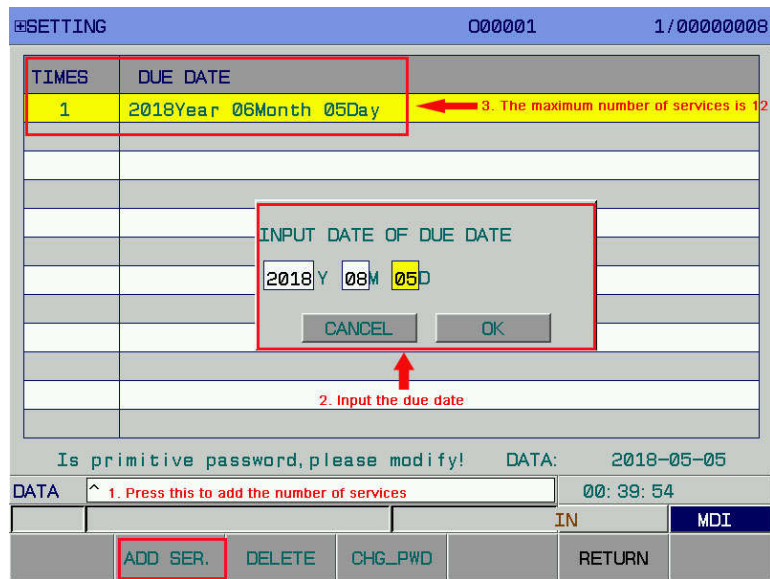 SETTING O00001 1/00000008
TIMES DUE DATE
1 2018Year 06Month 05Day 3. The maximum number of services is 12
INPUT DATE OF DUE DATE
2018 Y 08 M 05 D
CANCEL OK
2. Input the due date
Is primitive password,please modify! DATA: 2018-05-05
DATA ^ 1. Press this to add the number of services 00:39:54
IN MDI
ADD SER. DELETE CHG_PWD RETURN